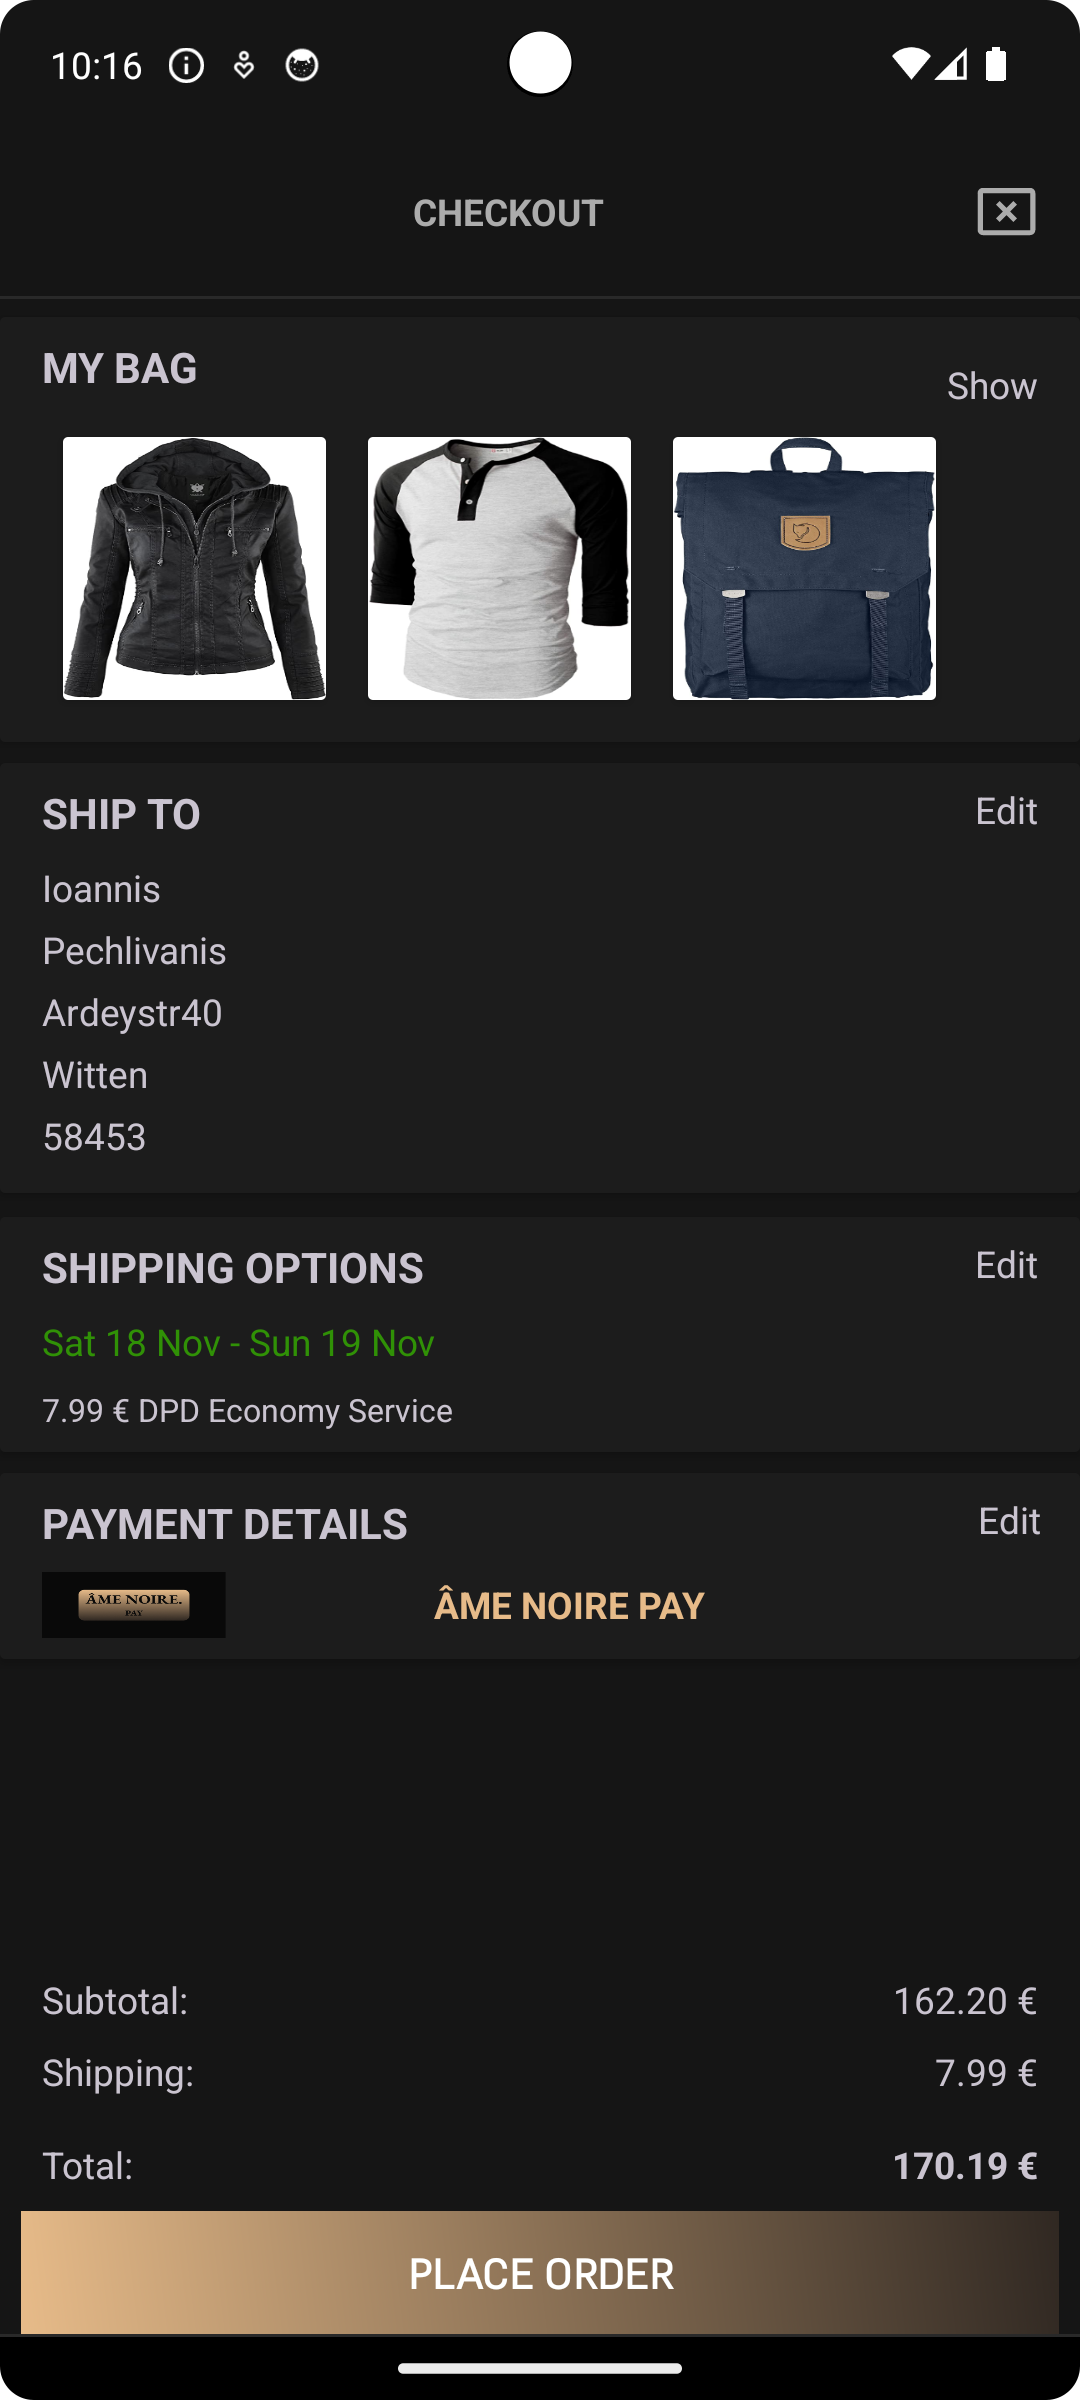 10:16
CHECKOUT
MY BAG
Show
SHIP TO
Edit
Ioannis
Pechlivanis
Ardeystr40
Witten
58453
SHIPPING OPTIONS
Edit
Sat 18 Nov - Sun 19 Nov
7.99 € DPD Economy Service
PAYMENT DETAILS
Edit
ÂME NOIRE.
PAY
ÂME NOIRE PAY
Subtotal:
162.20 €
Shipping:
7.99 €
Total:
170.19 €
PLACE ORDER